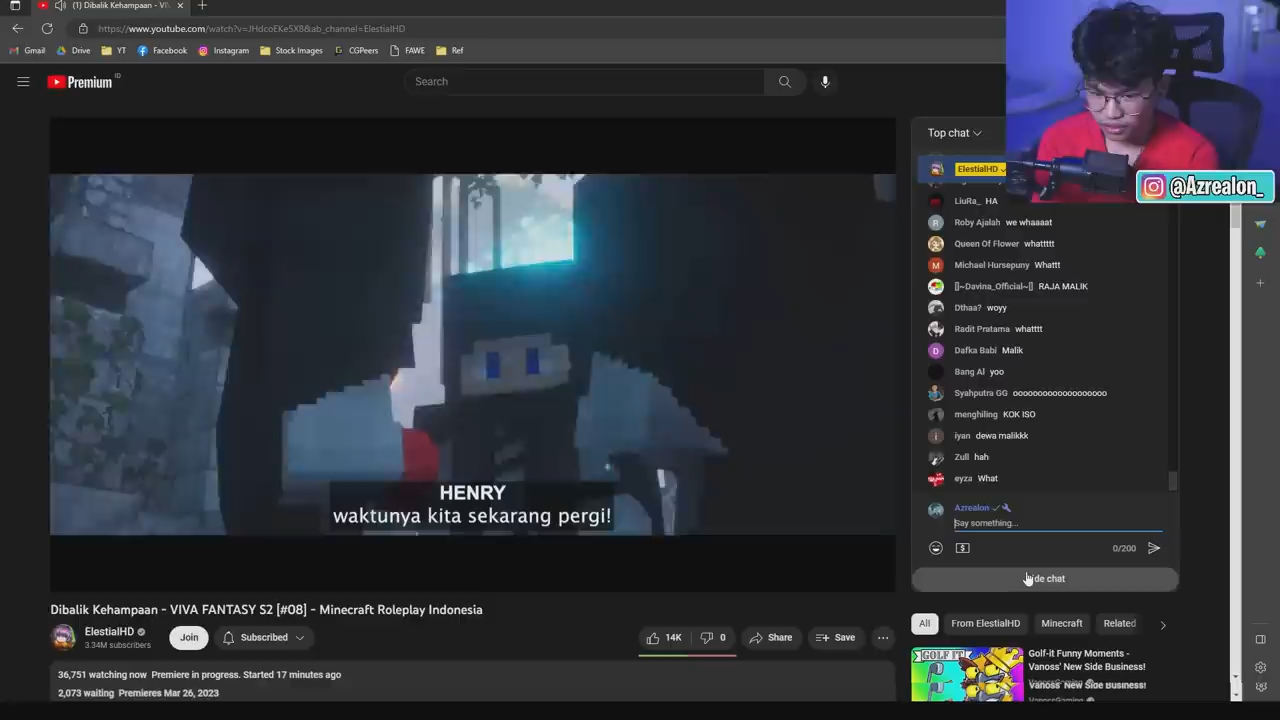 (1) Dibalik Kehampaan - VI
https://www.youtube.com/watch?v=JHdcoEKe5X8&ab_channel=ElestialHD
Gmail Drive YT Facebook Instagram Stock Images CGPeers FAWE Ref
Premium ID
Search
Top chat
ElestialHD
@Azrealon_
LiuRa_ HA
Roby Ajalah we whaaaat
Queen Of Flower whattttt
Michael Hursepuny Whattt
[]~Davina_Official~[] RAJA MALIK
Dthaa? woyy
Radit Pratama whatttt
Dafka Babi Malik
Bang Al yoo
Syahputra GG ooooooooooooooooooo
menghiling KOK ISO
iyan dewa malikkk
Zull hah
eyza What
HENRY
waktunya kita sekarang pergi!
Azrealon
Say something...
0/200
chat
Dibalik Kehampaan - VIVA FANTASY S2 [#08] - Minecraft Roleplay Indonesia
ElestialHD
3.34M subscribers
Join
Subscribed
14K 0 Share Save
All From ElestialHD Minecraft Related
36,751 watching now Premiere in progress. Started 17 minutes ago
2,073 waiting Premieres Mar 26, 2023
GOLF IT
Golf-It Funny Moments -
Vanoss' New Side Business!
Vanoss' New Side Business!